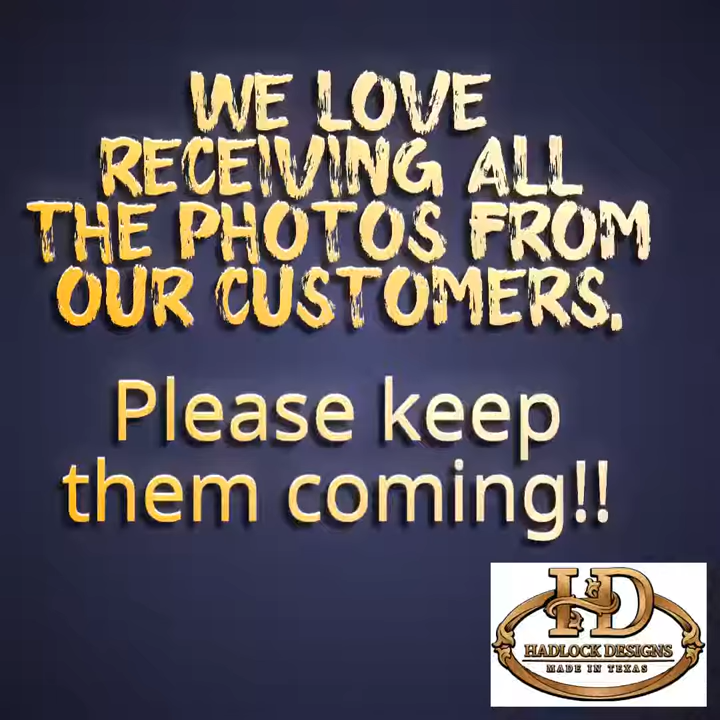 WE LOVE
RECEIVING ALL
THE PHOTOS FROM
OUR CUSTOMERS.
Please keep
them coming!!
HD
HADLOCK DESIGNS
MADE IN TEXAS